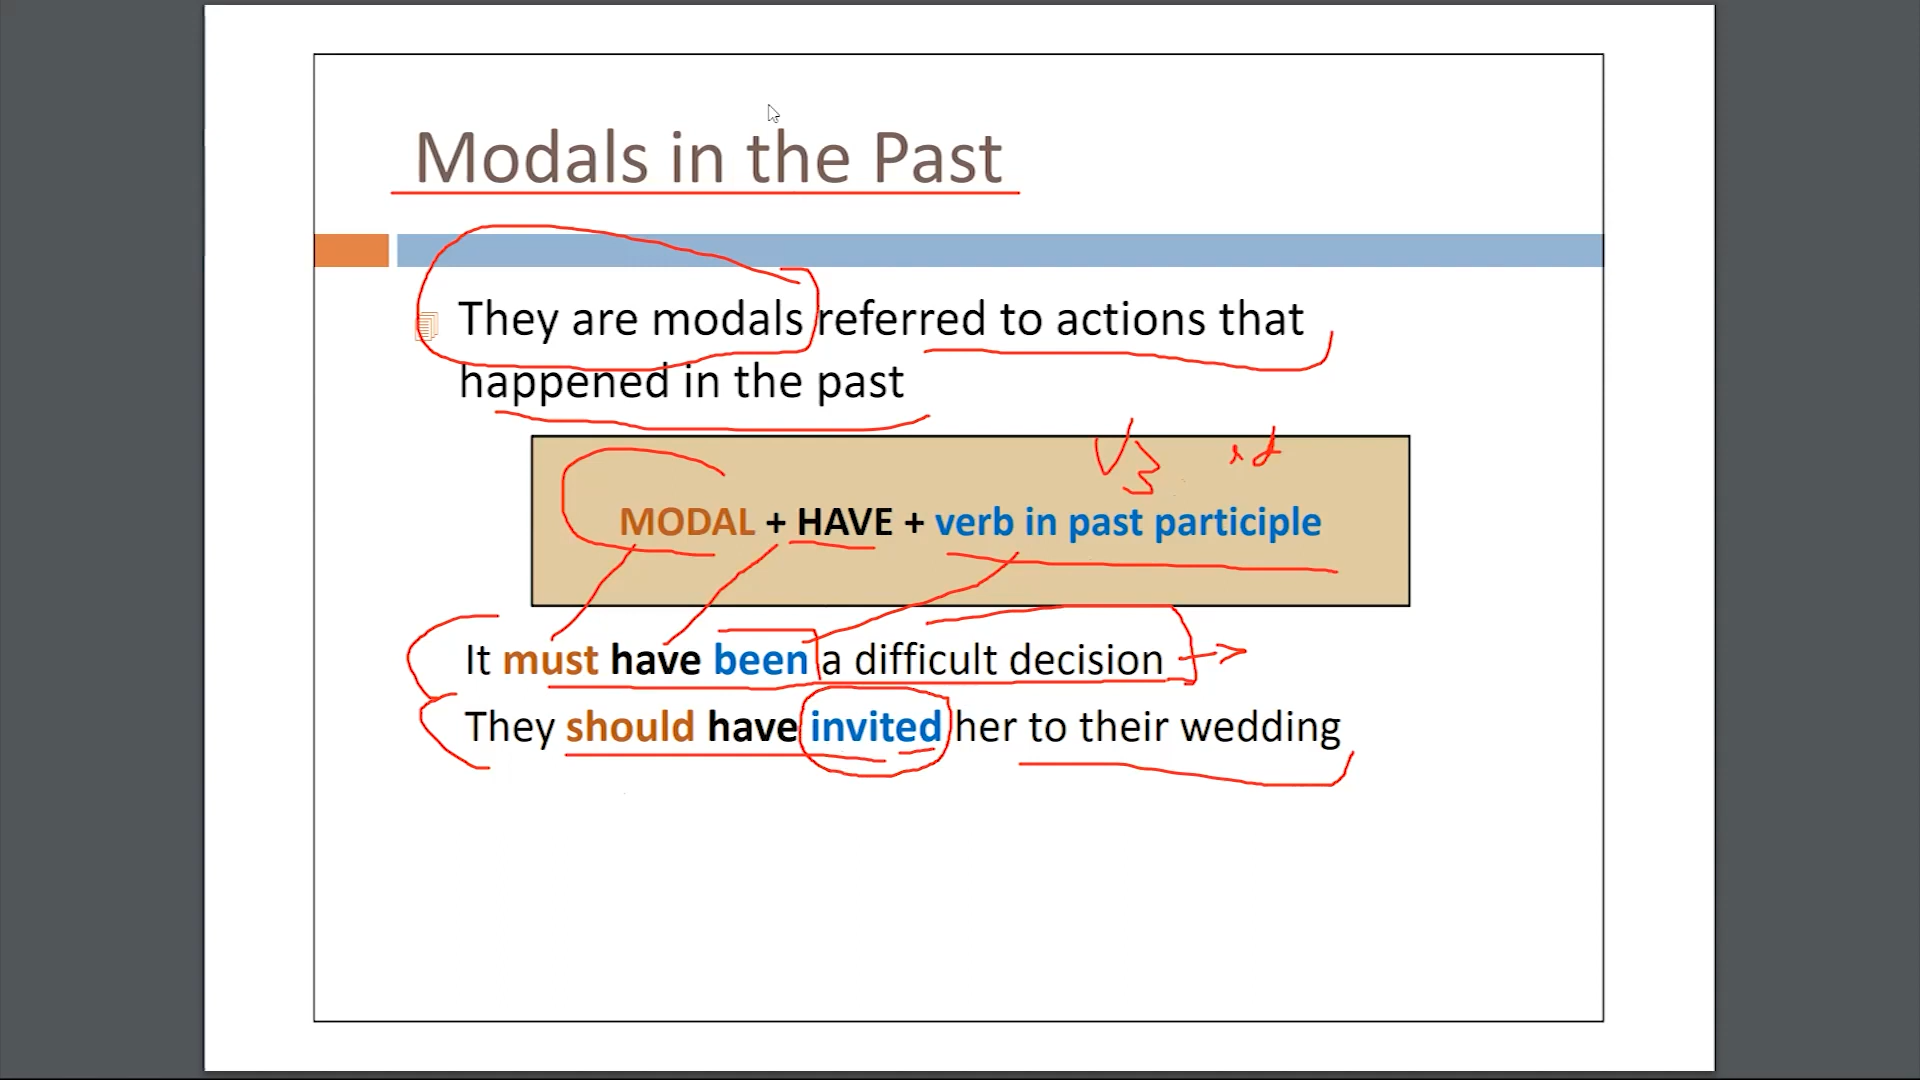 Modals in the Past
They are modals referred to actions that
happened in the past
V3
MODAL + HAVE + verb in past participle
It must have been a difficult decision
They should have invited her to their wedding